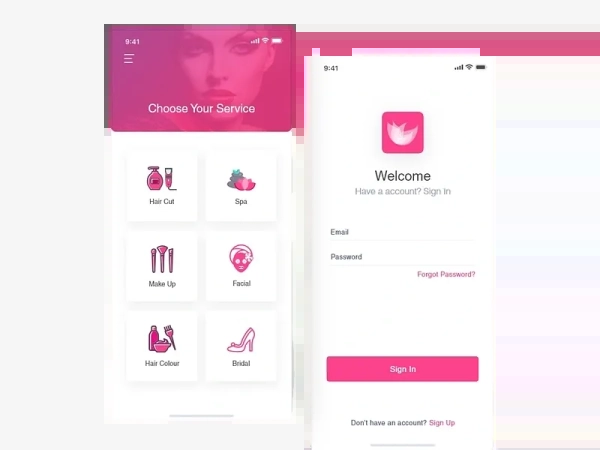 9:41
Choose Your Service
Hair Cut
Spa
Make Up
Facial
Hair Colour
Bridal
9:41
Welcome
Have a account? Sign In
Email
Password
Forgot Password?
Sign In
Don't have an account? Sign Up